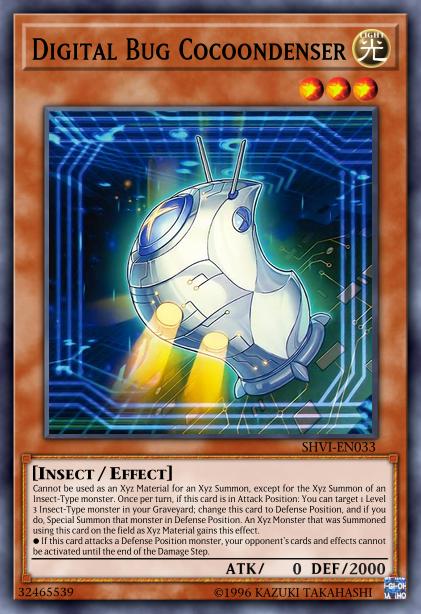 DIGITAL BUG COCOONDENSER
LIGHT
光
SHVI-EN033
[INSECT / EFFECT]
Cannot be used as an Xyz Material for an Xyz Summon, except for the Xyz Summon of an
Insect-Type monster. Once per turn, if this card is in Attack Position: You can target 1 Level
3 Insect-Type monster in your Graveyard; change this card to Defense Position, and if you
do, Special Summon that monster in Defense Position. An Xyz Monster that was Summoned
using this card on the field as Xyz Material gains this effect.
● If this card attacks a Defense Position monster, your opponent's cards and effects cannot
be activated until the end of the Damage Step.
ATK/ 0 DEF/2000
32465539
©1996 KAZUKI TAKAHASHI